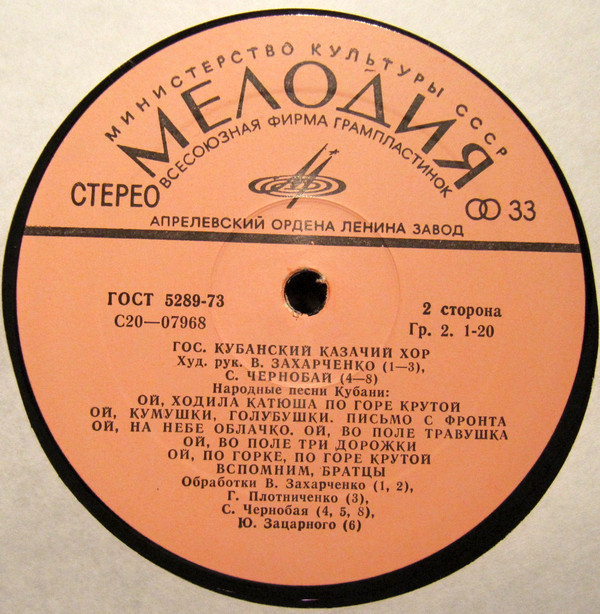 МИНИСТЕРСТВО КУЛЬТУРЫ СССР
МЕЛОДИЯ
ВСЕСОЮЗНАЯ ФИРМА ГРАМПЛАСТИНОК
СТЕРЕО
33
АПРЕЛЕВСКИЙ ОРДЕНА ЛЕНИНА ЗАВОД
ГОСТ 5289-73
2 сторона
С20—07968
Гр. 2. 1-20
ГОС. КУБАНСКИЙ КАЗАЧИЙ ХОР
Худ. рук. В. ЗАХАРЧЕНКО (1—3),
С. ЧЕРНОБАЙ (4—8)
Народные песни Кубани:
ОЙ, ХОДИЛА КАТЮША ПО ГОРЕ КРУТОЙ
ОЙ, КУМУШКИ, ГОЛУБУШКИ. ПИСЬМО С ФРОНТА
ОЙ, НА НЕБЕ ОБЛАЧКО. ОЙ, ВО ПОЛЕ ТРАВУШКА
ОЙ, ВО ПОЛЕ ТРИ ДОРОЖКИ
ОЙ, ПО ГОРКЕ, ПО ГОРЕ КРУТОЙ
ВСПОМНИМ, БРАТЦЫ
Обработки В. Захарченко (1, 2),
Г. Плотниченко (3),
С. Чернобая (4, 5, 8),
Ю. Зацарного (6)